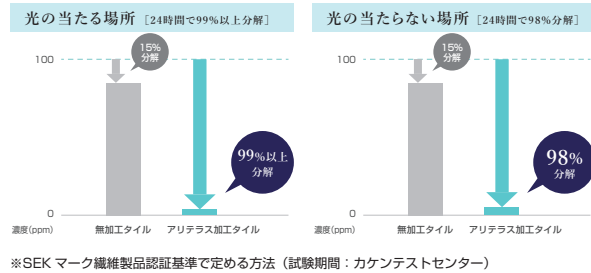 光の当たる場所 [24時間で99%以上分解]
100
15%
分解
99%以上
分解
0
濃度(ppm)
無加工タイル
アリテラス加工タイル
光の当たらない場所 [24時間で98%分解]
100
15%
分解
98%
分解
0
濃度(ppm)
無加工タイル
アリテラス加工タイル
※SEK マーク繊維製品認証基準で定める方法（試験期間：カケンテストセンター）